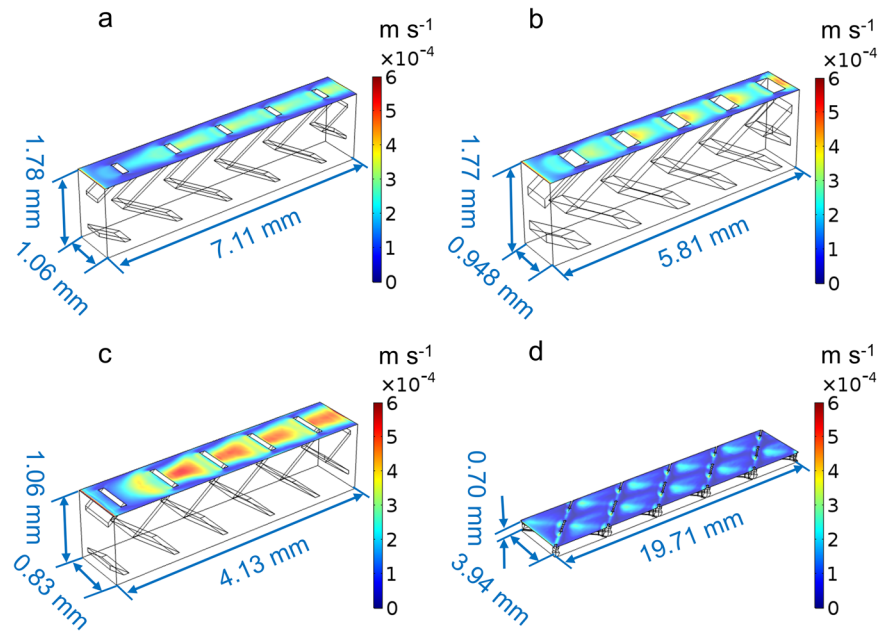 a
m s⁻¹
×10⁻⁴
6
5
4
3
2
1
0
1.78 mm
1.06 mm
7.11 mm
b
m s⁻¹
×10⁻⁴
6
5
4
3
2
1
0
1.77 mm
0.948 mm
5.81 mm
c
m s⁻¹
×10⁻⁴
6
5
4
3
2
1
0
1.06 mm
0.83 mm
4.13 mm
d
m s⁻¹
×10⁻⁴
6
5
4
3
2
1
0
0.70 mm
3.94 mm
19.71 mm